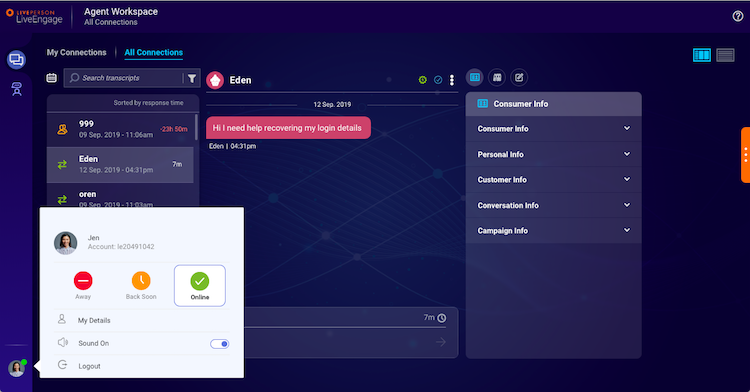 LIVEPERSON
LiveEngage
Agent Workspace
All Connections
My Connections
All Connections
Search transcripts
Sorted by response time
999
09 Sep. 2019 - 11:06am
-23h 50m
Eden
12 Sep. 2019 - 04:31pm
7m
oren
09 Sep. 2019 - 11:03am
Eden
12 Sep. 2019
Hi I need help recovering my login details
Eden | 04:31pm
7m
Consumer Info
Consumer Info
Personal Info
Customer Info
Conversation Info
Campaign Info
Jen
Account: le20491042
Away
Back Soon
Online
My Details
Sound On
Logout